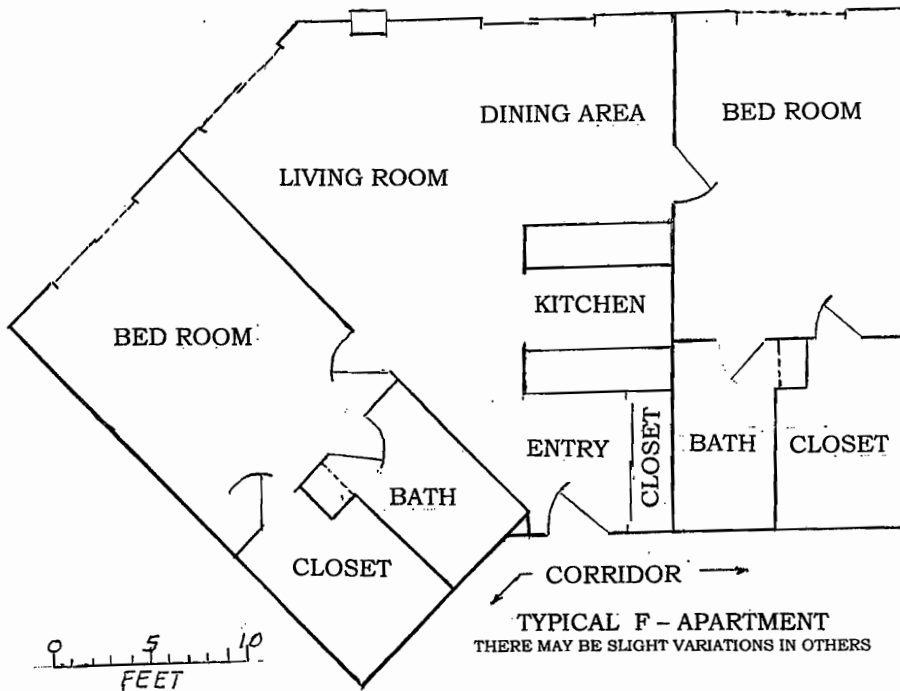 DINING AREA
BED ROOM
LIVING ROOM
KITCHEN
BED ROOM
ENTRY
CLOSET
BATH
CLOSET
BATH
CLOSET
CORRIDOR
0 5 10
FEET
TYPICAL F – APARTMENT
THERE MAY BE SLIGHT VARIATIONS IN OTHERS